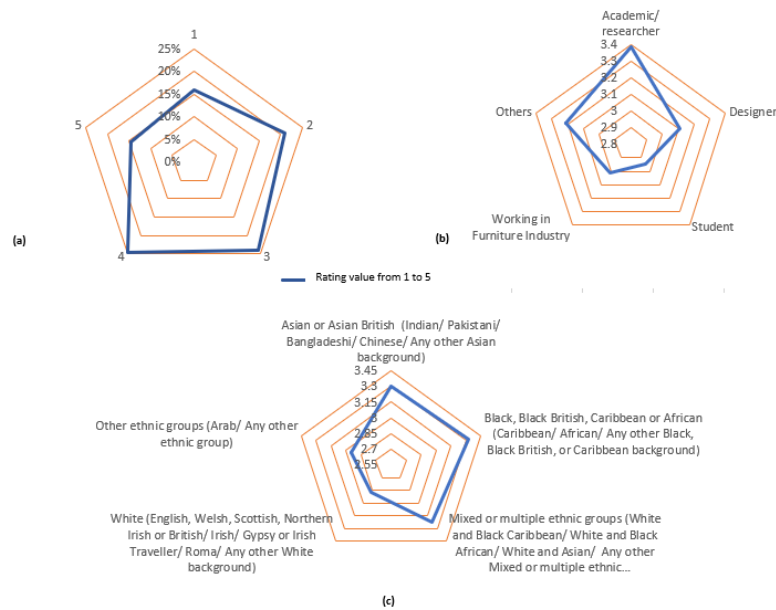 1
25%
20%
15%
10%
5%
0%
5
2
4
3
(a)
Academic/
researcher
3.4
3.3
3.2
3.1
3
2.9
2.8
Others
Designer
Working in
Furniture Industry
Student
(b)
Rating value from 1 to 5
Asian or Asian British (Indian/ Pakistani/
Bangladeshi/ Chinese/ Any other Asian
background)
3.45
3.3
3.15
3
2.85
2.7
2.55
Other ethnic groups (Arab/ Any other
ethnic group)
Black, Black British, Caribbean or African
(Caribbean/ African/ Any other Black,
Black British, or Caribbean background)
White (English, Welsh, Scottish, Northern
Irish or British/ Irish/ Gypsy or Irish
Traveller/ Roma/ Any other White
background)
Mixed or multiple ethnic groups (White
and Black Caribbean/ White and Black
African/ White and Asian/ Any other
Mixed or multiple ethnic...
(c)